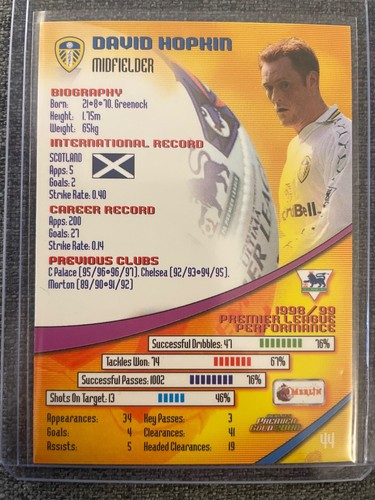 DAVID HOPKIN
MIDFIELDER
BIOGRAPHY
Born: 21•8•70, Greenock
Height: 1.75m
Weight: 65kg
INTERNATIONAL RECORD
SCOTLAND
Apps: 5
Goals: 2
Strike Rate: 0.40
CAREER RECORD
Apps: 200
Goals: 27
Strike Rate: 0.14
PREVIOUS CLUBS
C Palace (95/96•96/97), Chelsea (92/93•94/95),
Morton (89/90•91/92)
1998/99
PREMIER LEAGUE
PERFORMANCE
Successful Dribbles: 47 76%
Tackles Won: 74 67%
Successful Passes: 1002 76%
Shots On Target: 13 46%
MERLIN
Appearances: 34 Key Passes: 3
Goals: 4 Clearances: 41
Assists: 5 Headed Clearances: 19
PREMIER
GOLD 2000
44